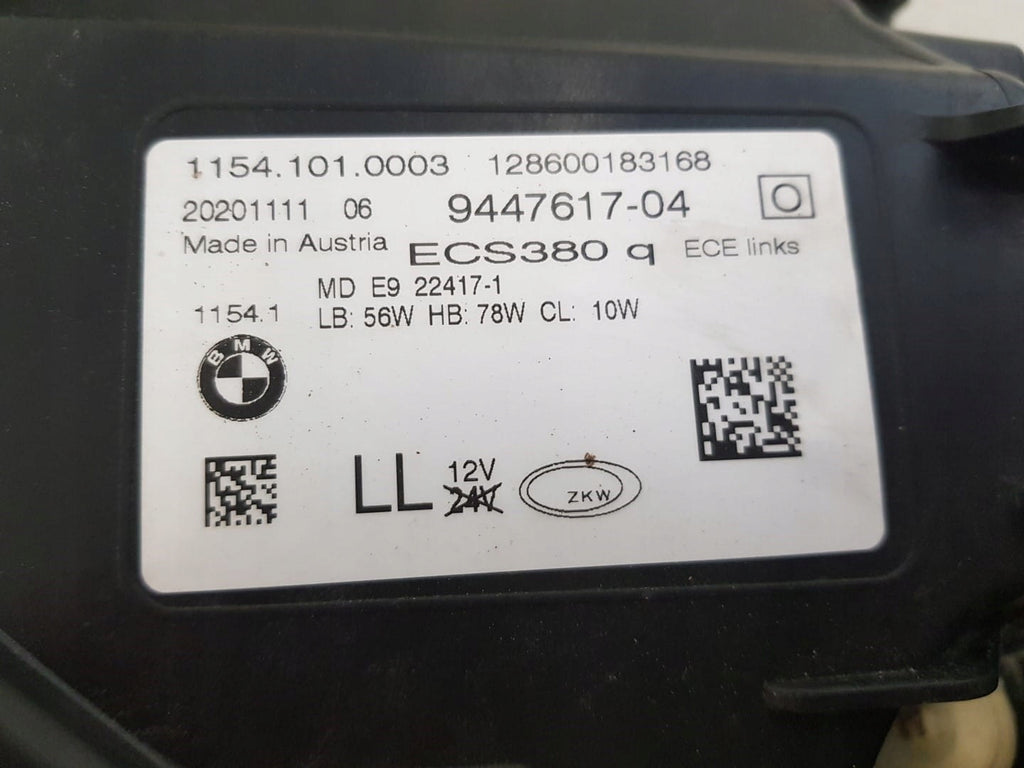 1154.101.0003 128600183168
20201111 06 9447617-04 O
Made in Austria ECS380 q ECE links
MD E9 22417-1
1154.1 LB: 56W HB: 78W CL: 10W
BMW
LL 12V
24V
ZKW